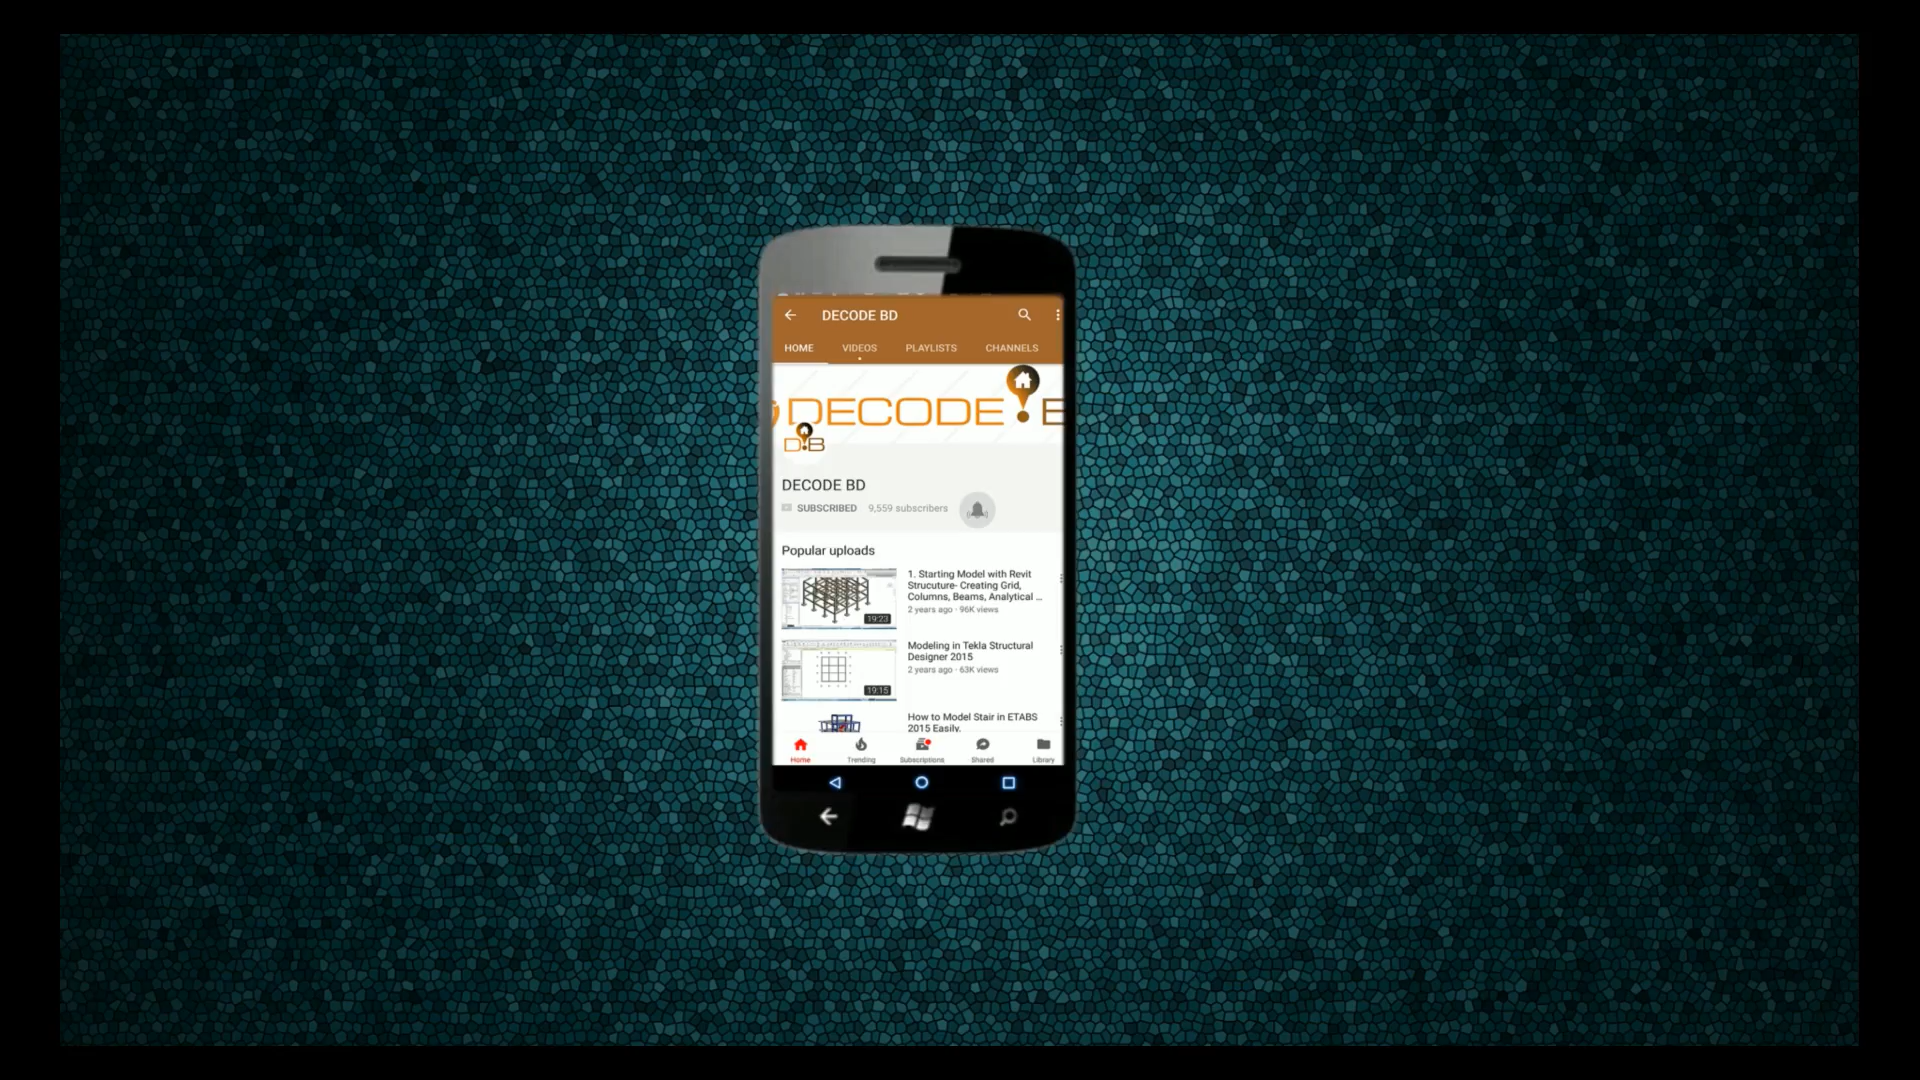 DECODE BD
HOME VIDEOS PLAYLISTS CHANNELS
DECODE E
D B
DECODE BD
SUBSCRIBED 9,559 subscribers
Popular uploads
1. Starting Model with Revit
Strucuture- Creating Grid,
Columns, Beams, Analytical ...
2 years ago · 96K views
19:23
Modeling in Tekla Structural
Designer 2015
2 years ago · 63K views
19:15
How to Model Stair in ETABS
2015 Easily.
Home Trending Subscriptions Shared Library